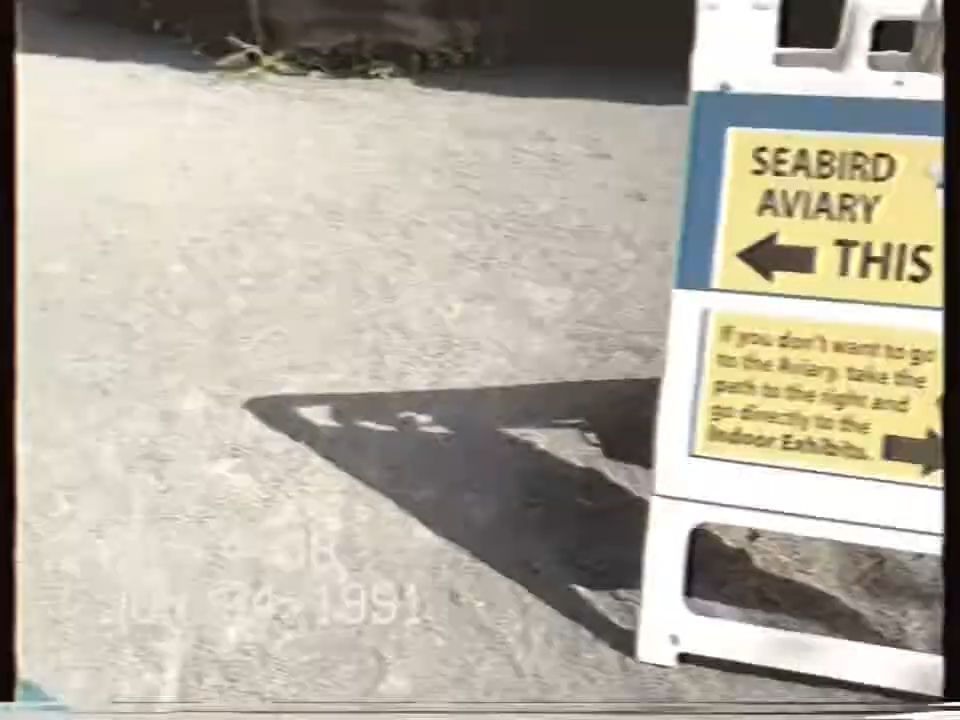 SEABIRD
AVIARY
THIS
If you don't want to go
to the Aviary, take the
path to the right and
go directly to the
Indoor Exhibits.
1991